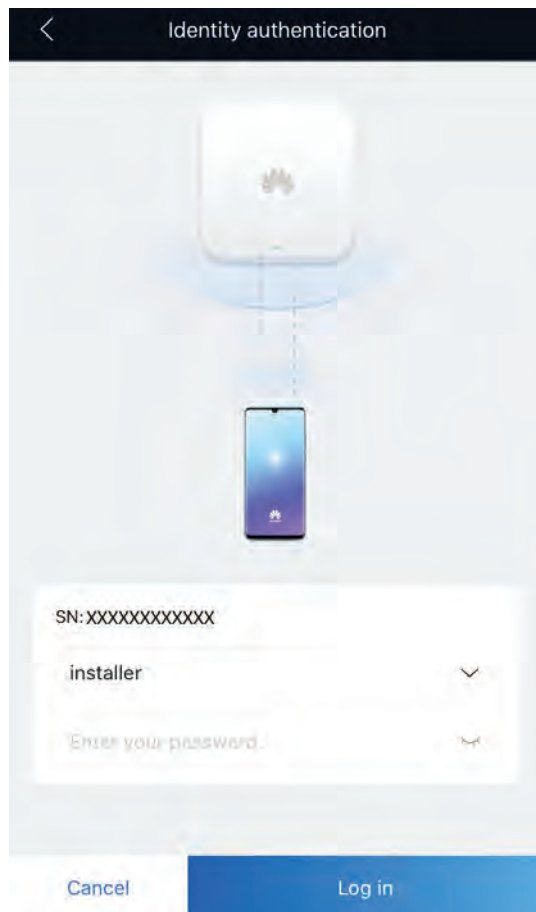 Identity authentication
SN: XXXXXXXXXXXX
installer
Enter your password.
Cancel
Log in